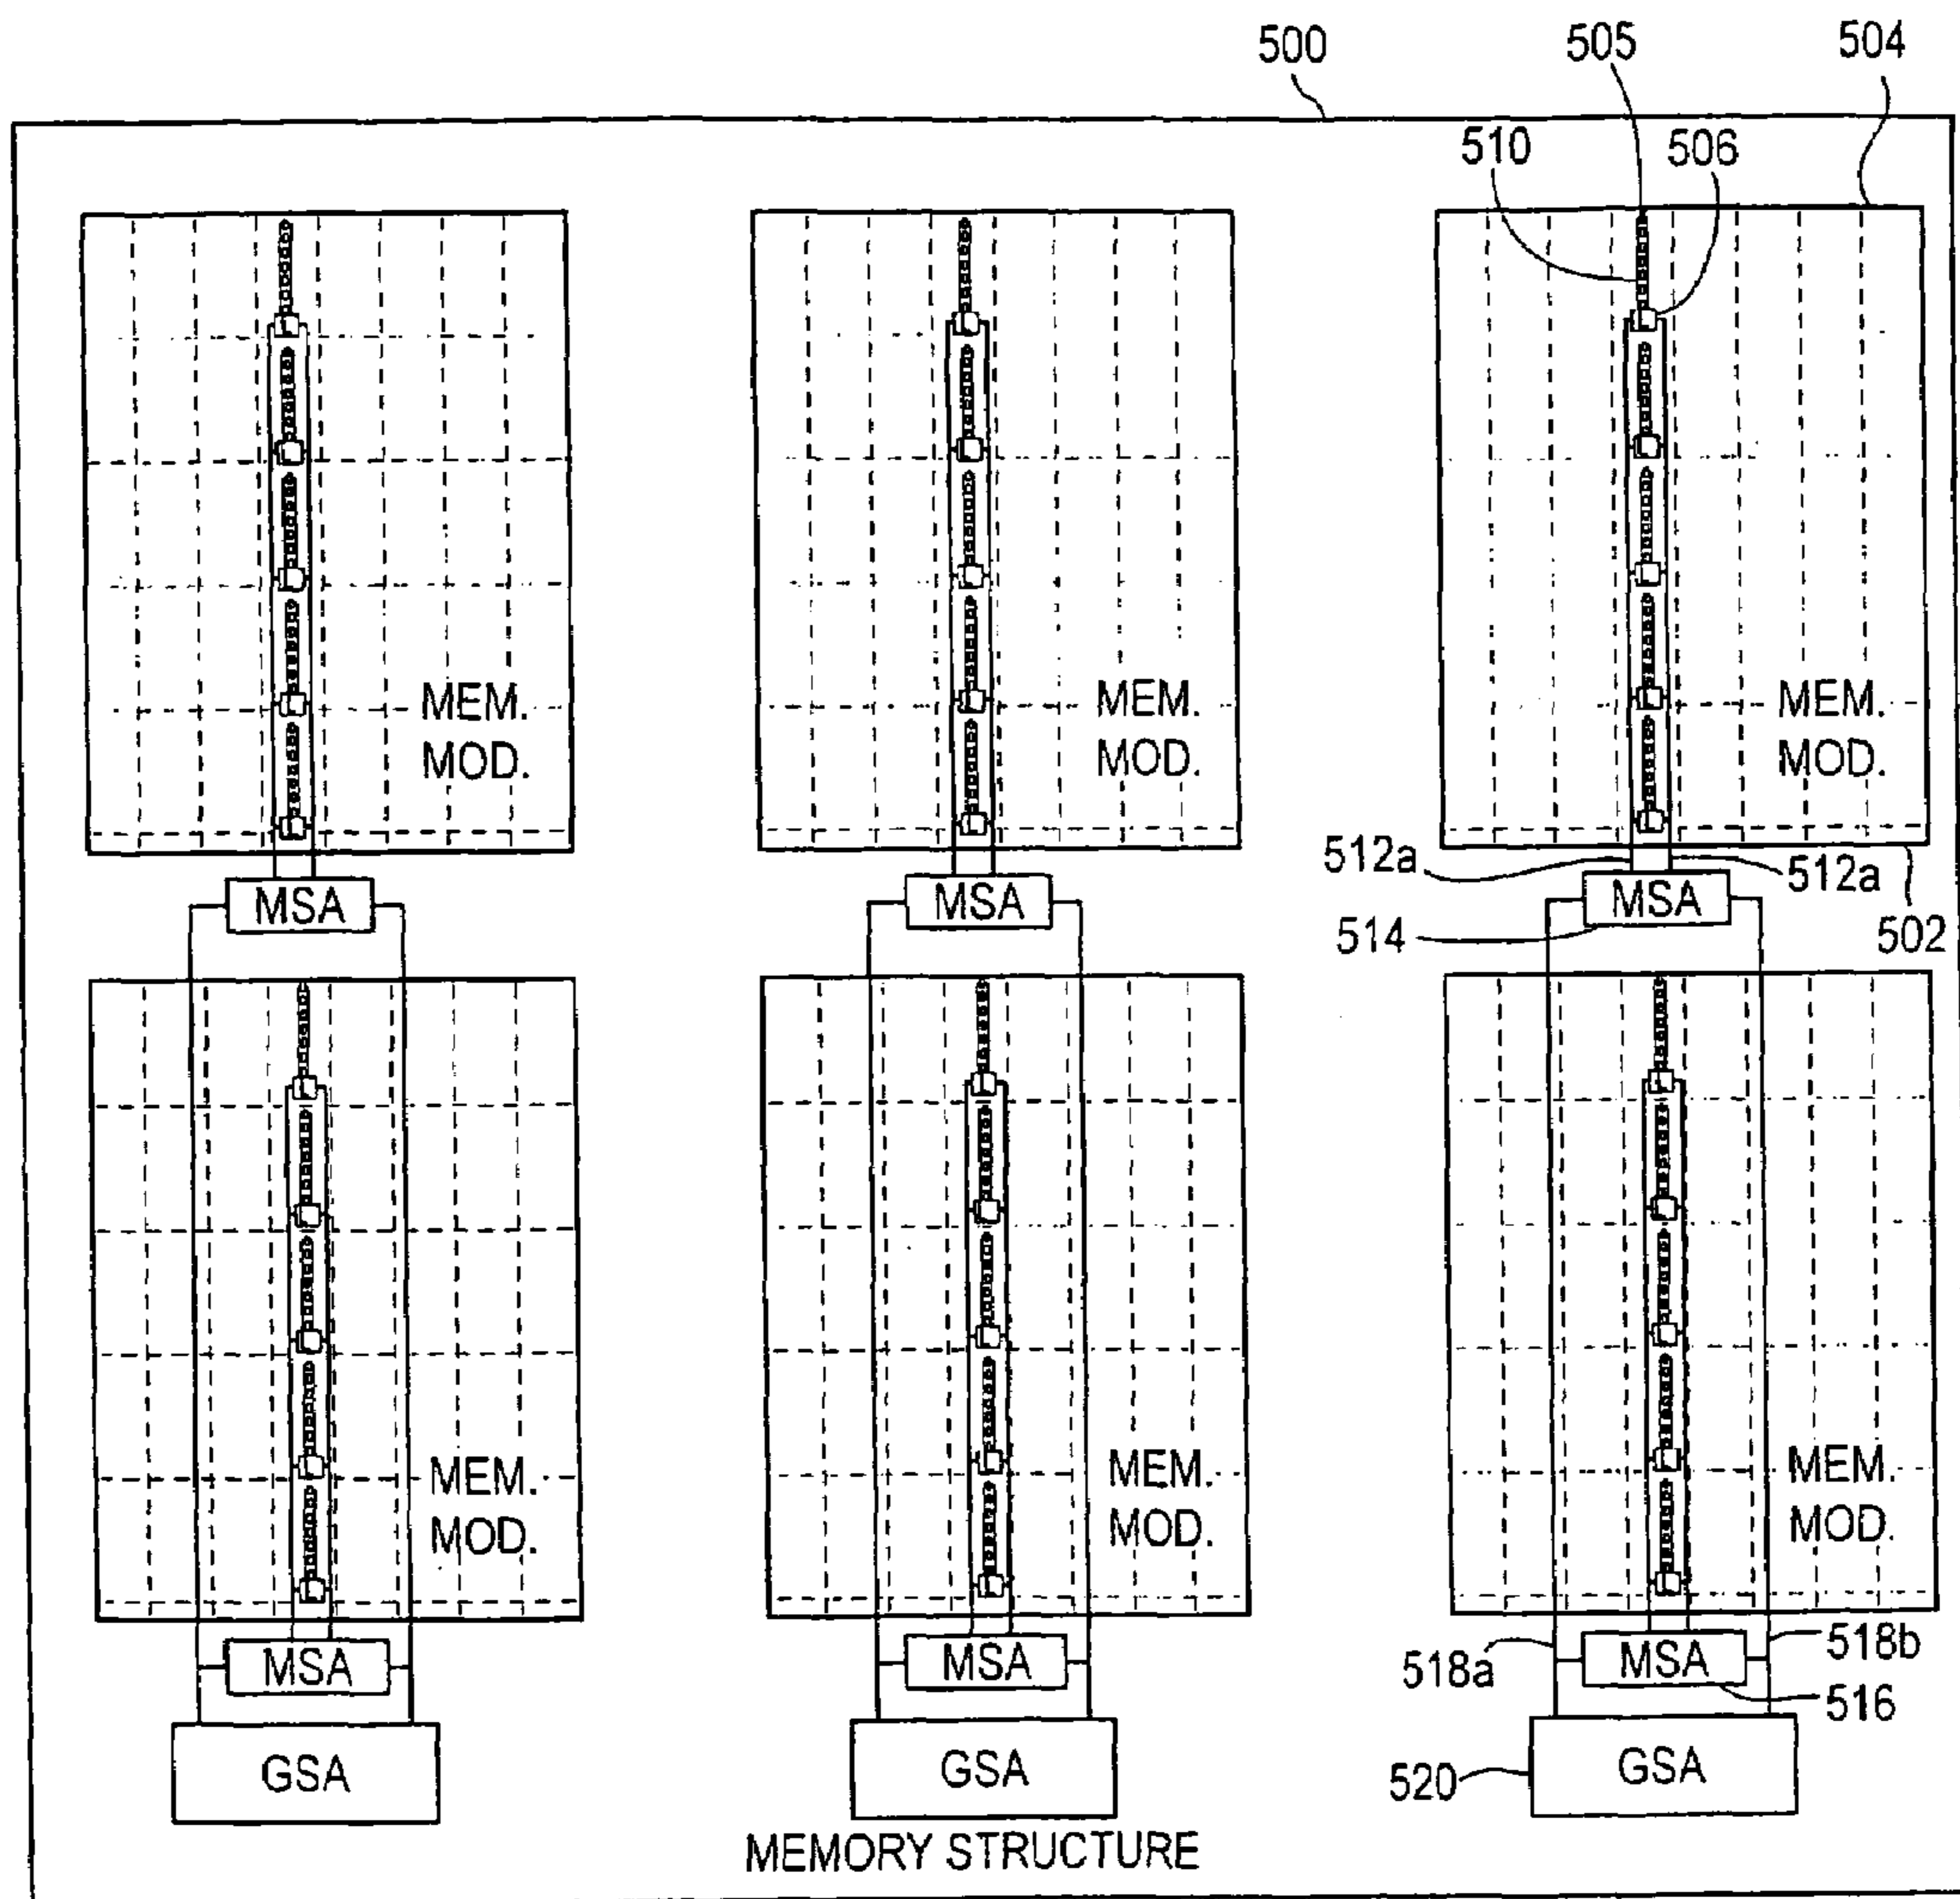 500
505
504
510
506
MEM.
MOD.
MEM.
MOD.
MEM.
MOD.
512a
512a
MSA
MSA
MSA
514
502
MEM.
MOD.
MEM.
MOD.
MEM.
MOD.
518a
518b
MSA
MSA
MSA
516
GSA
GSA
GSA
520
MEMORY STRUCTURE